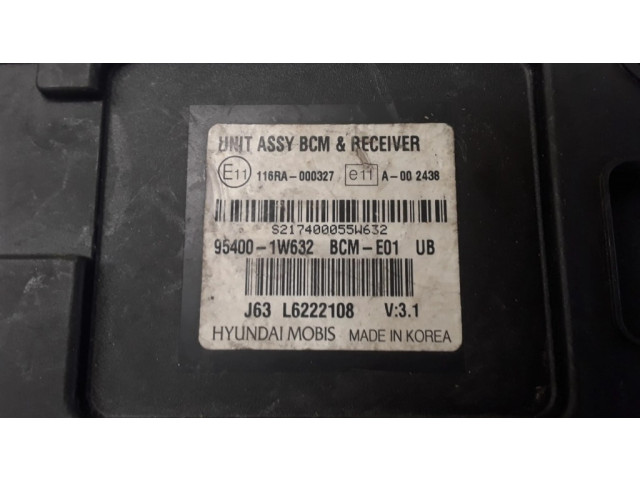 UNIT ASSY BCM & RECEIVER
E11 116RA-000327 e11 A-00 2438
S217400055W632
95400-1W632 BCM-E01 UB
J63 L6222108 V:3.1
HYUNDAI MOBIS MADE IN KOREA